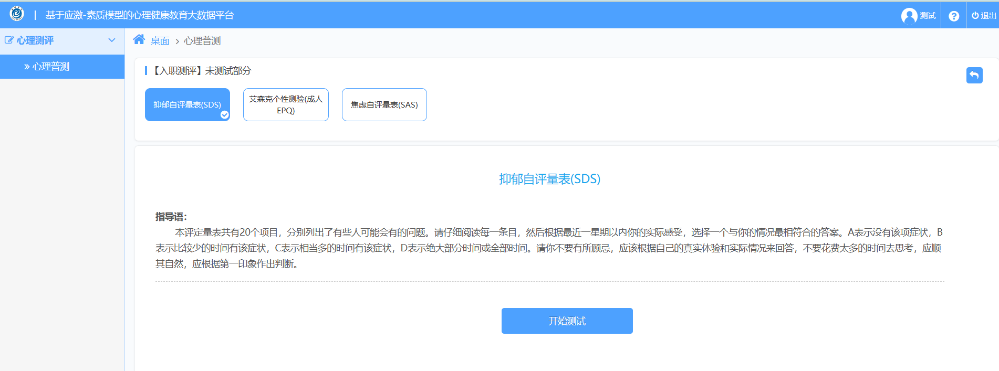 基于应激-素质模型的心理健康教育大数据平台
测试
退出
心理测评
心理普测
桌面 > 心理普测
【入职测评】未测试部分
抑郁自评量表(SDS)
艾森克个性测验(成人
EPQ)
焦虑自评量表(SAS)
抑郁自评量表(SDS)
指导语：
本评定量表共有20个项目，分别列出了有些人可能会有的问题。请仔细阅读每一条目，然后根据最近一星期以内你的实际感受，选择一个与你的情况最相符合的答案。A表示没有该项症状，B
表示比较少的时间有该症状，C表示相当多的时间有该症状，D表示绝大部分时间或全部时间。请你不要有所顾忌，应该根据自己的真实体验和实际情况来回答，不要花费太多的时间去思考，应顺
其自然，应根据第一印象作出判断。
开始测试